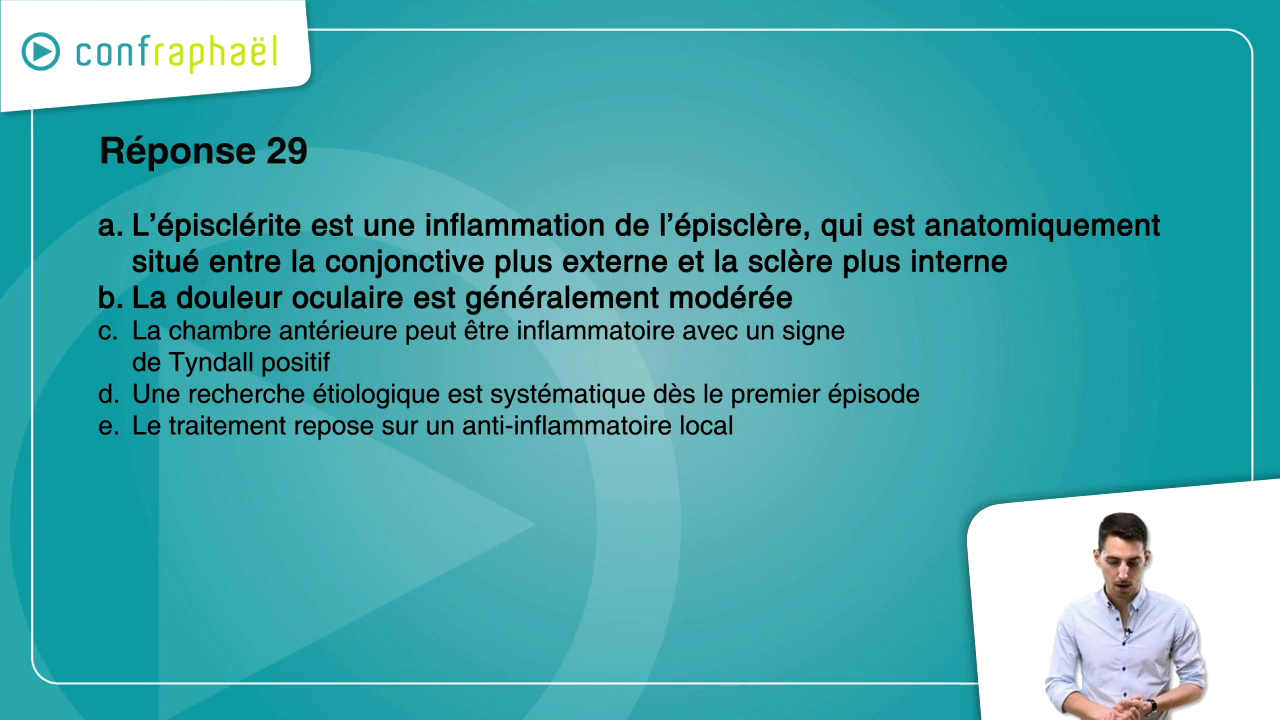 confraphaël
Réponse 29
a. L’épisclérite est une inflammation de l’épisclère, qui est anatomiquement
situé entre la conjonctive plus externe et la sclère plus interne
b. La douleur oculaire est généralement modérée
c. La chambre antérieure peut être inflammatoire avec un signe
de Tyndall positif
d. Une recherche étiologique est systématique dès le premier épisode
e. Le traitement repose sur un anti-inflammatoire local